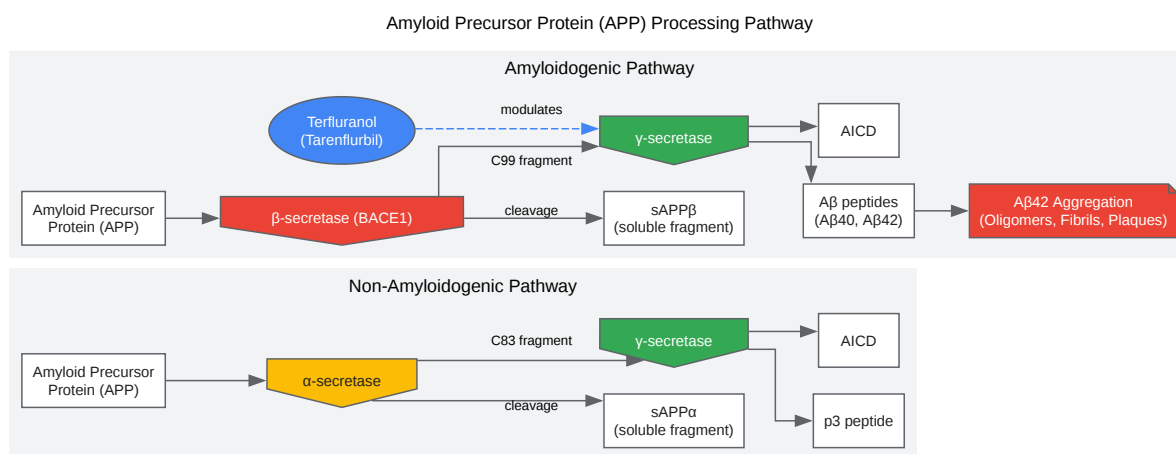 Amyloid Precursor Protein (APP) Processing Pathway
Amyloidogenic Pathway
Terfluranol
(Tarenflurbil)
modulates
γ-secretase
AICD
C99 fragment
Amyloid Precursor
Protein (APP)
β-secretase (BACE1)
cleavage
sAPPβ
(soluble fragment)
Aβ peptides
(Aβ40, Aβ42)
Aβ42 Aggregation
(Oligomers, Fibrils, Plaques)
Non-Amyloidogenic Pathway
C83 fragment
γ-secretase
AICD
Amyloid Precursor
Protein (APP)
α-secretase
cleavage
sAPPα
(soluble fragment)
p3 peptide